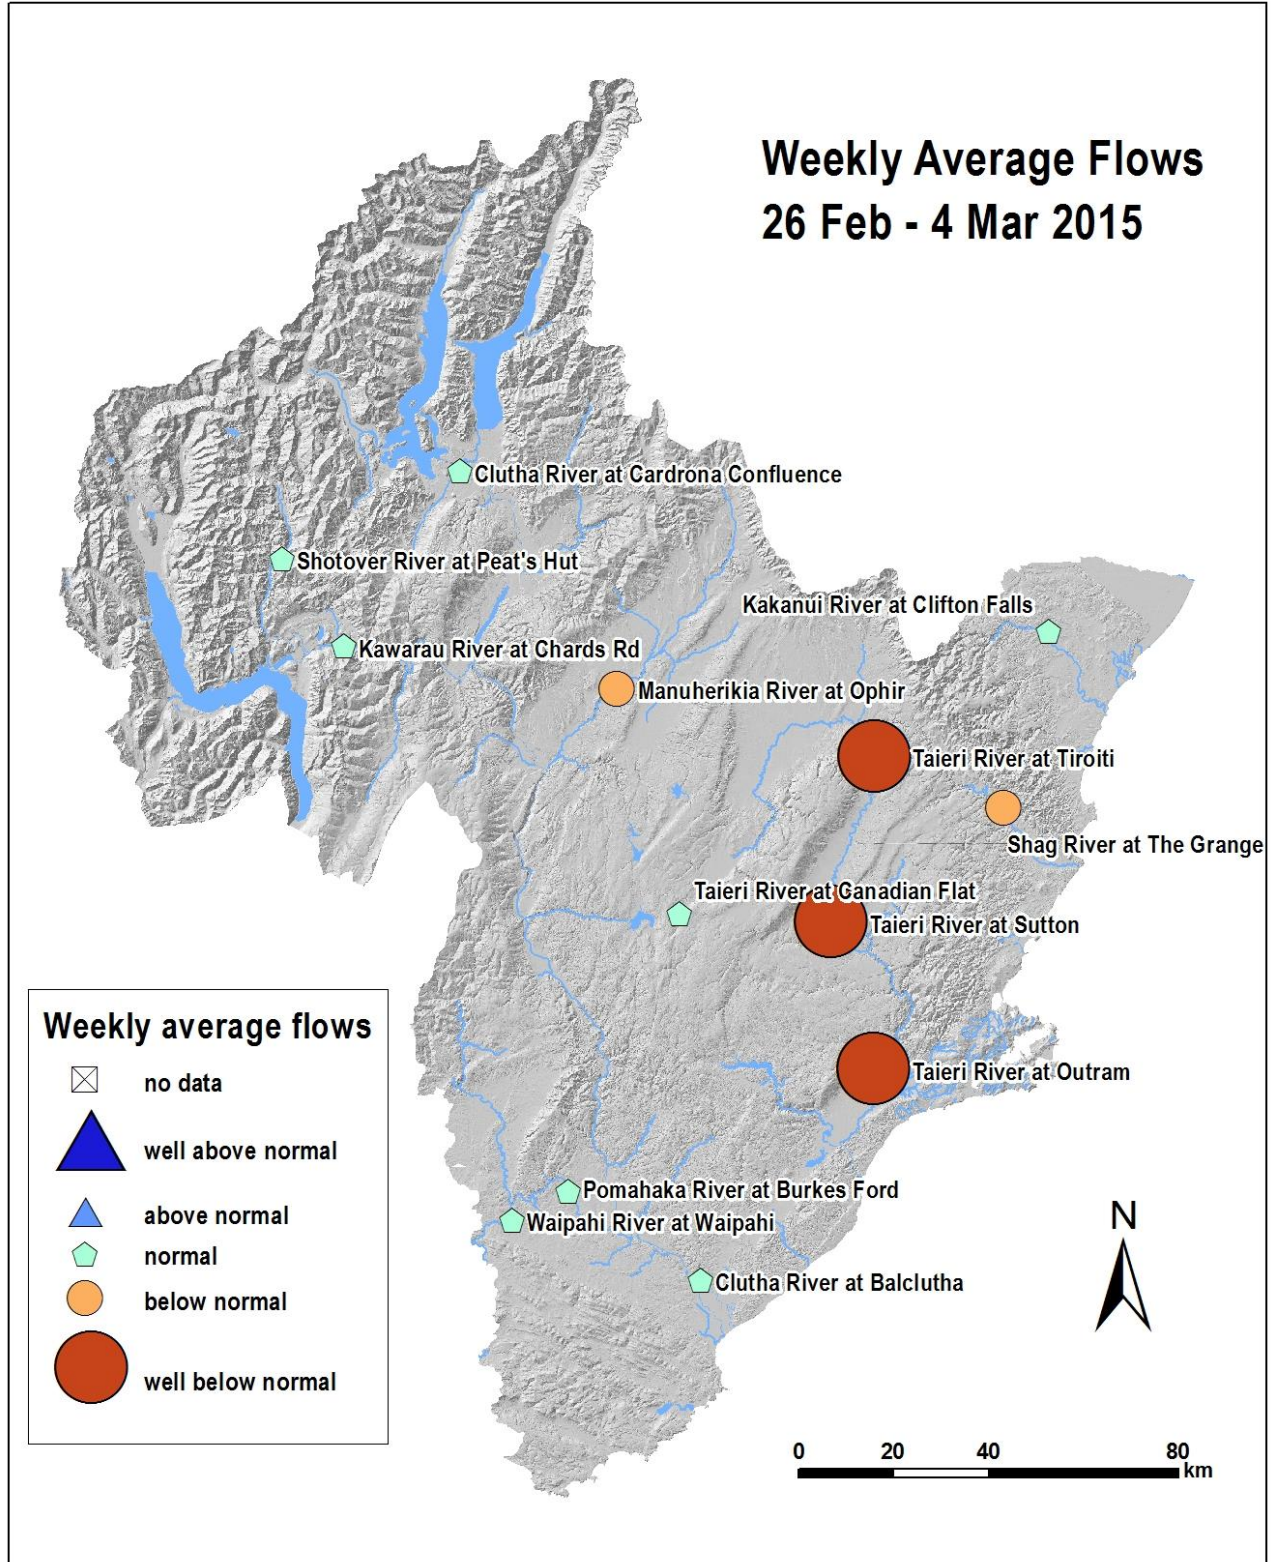 Weekly Average Flows
26 Feb - 4 Mar 2015
Clutha River at Cardrona Confluence
Shotover River at Peat's Hut
Kakanui River at Clifton Falls
Kawarau River at Chards Rd
Manuherikia River at Ophir
Taieri River at Tiroiti
Shag River at The Grange
Taieri River at Canadian Flat
Taieri River at Sutton
Taieri River at Outram
Pomahaka River at Burkes Ford
Waipahi River at Waipahi
Clutha River at Balclutha
Weekly average flows
no data
well above normal
above normal
normal
below normal
well below normal
N
0 20 40 80
km